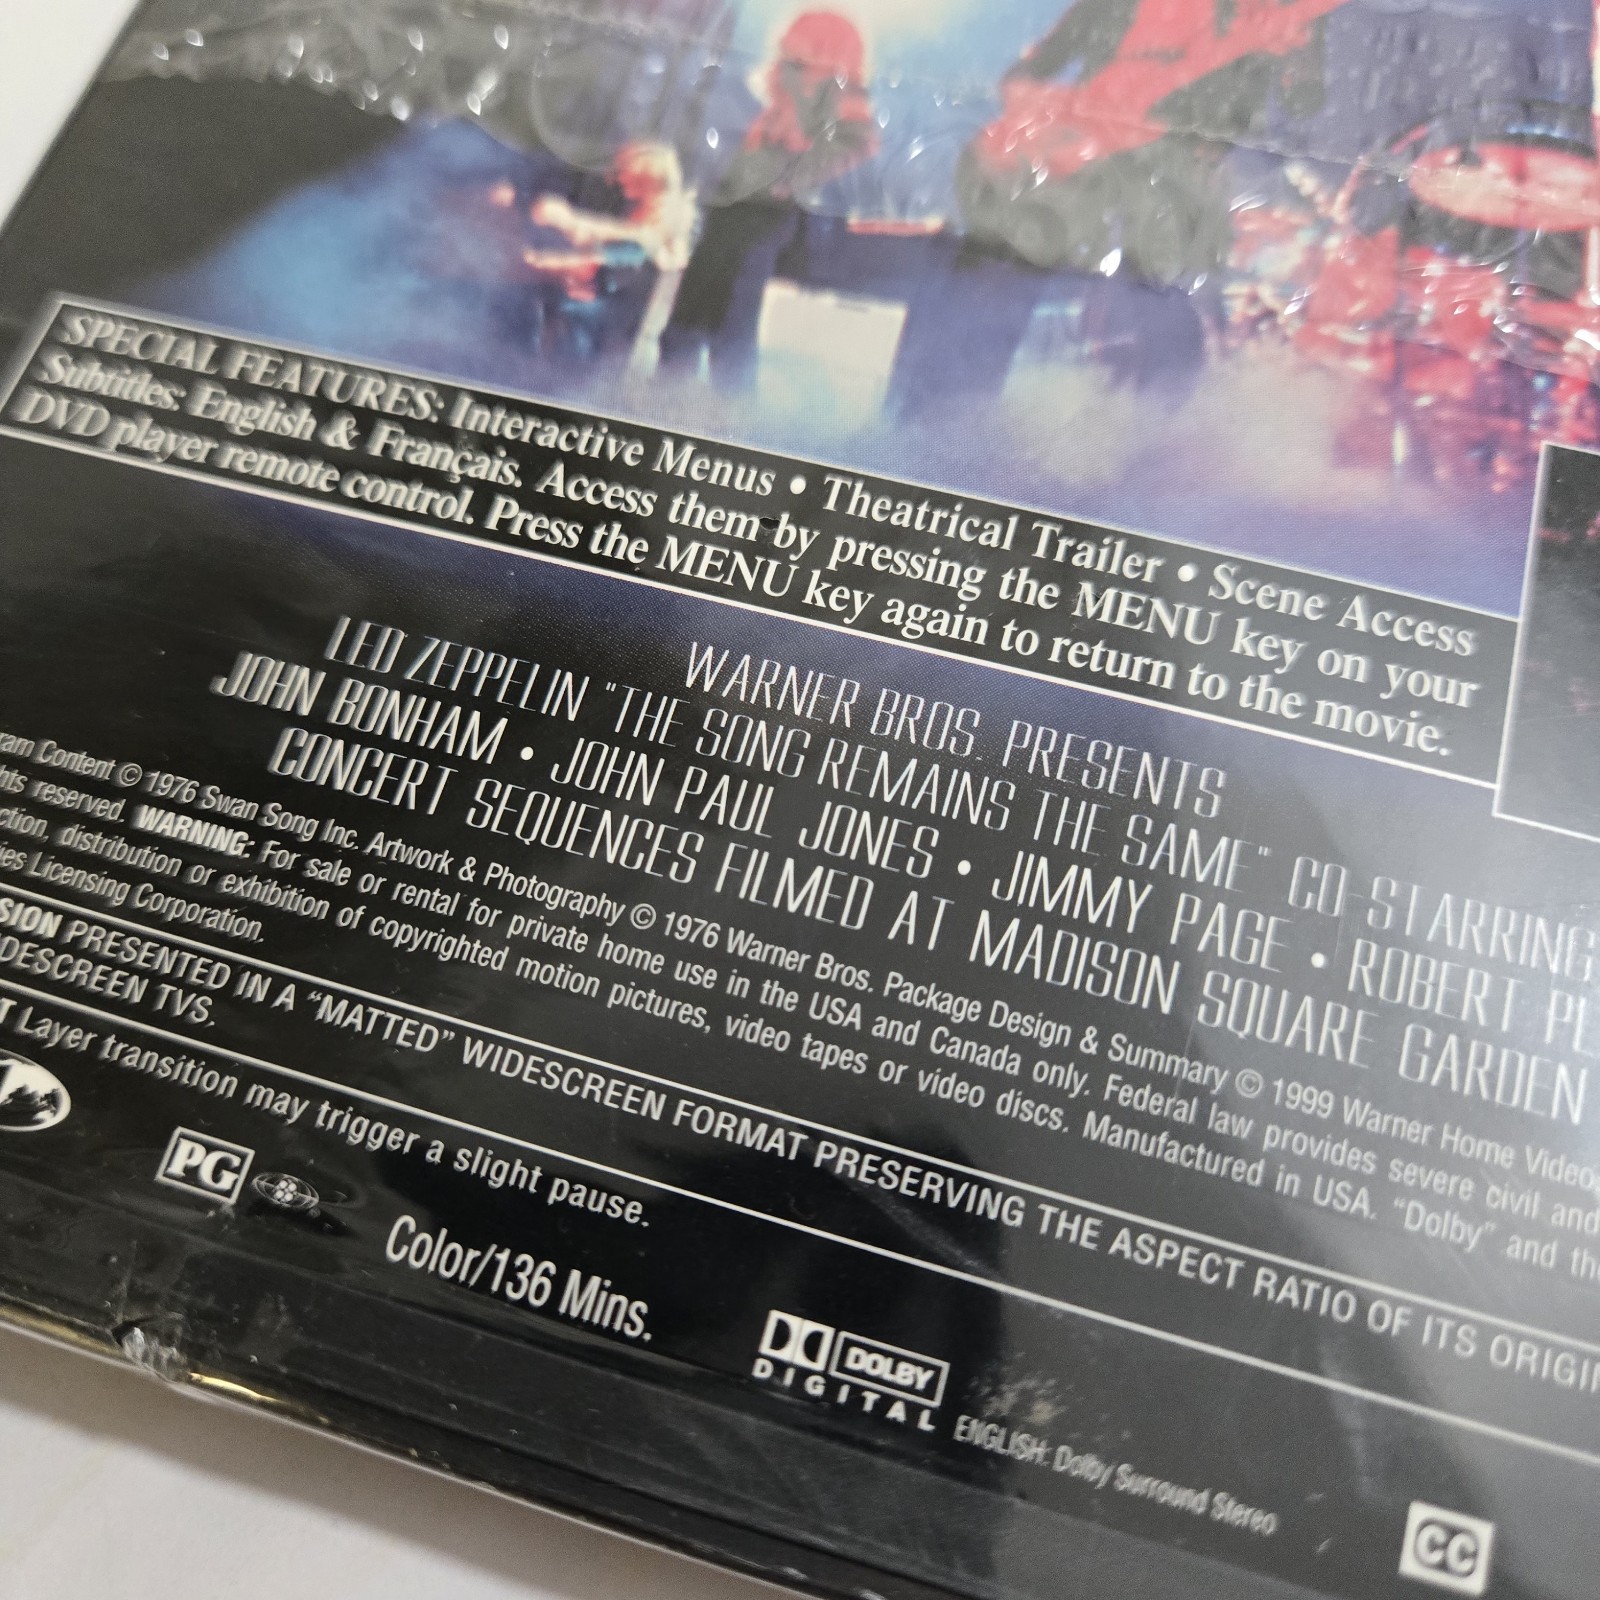 SPECIAL FEATURES: Interactive Menus • Theatrical Trailer • Scene Access
Subtitles: English & Français. Access them by pressing the MENU key on your
DVD player remote control. Press the MENU key again to return to the movie.
WARNER BROS. PRESENTS
LED ZEPPELIN "THE SONG REMAINS THE SAME" CO-STARRING
JOHN BONHAM • JOHN PAUL JONES • JIMMY PAGE • ROBERT
CONCERT SEQUENCES FILMED AT MADISON SQUARE GARDEN
Content © 1976 Swan Song Inc. Artwork & Photography © 1976 Warner Bros. Package Design & Summary © 1999 Warner Home Video
reserved. WARNING: For sale or rental for private home use in the USA and Canada only. Federal law provides severe civil and
distribution or exhibition of copyrighted motion pictures, video tapes or video discs. Manufactured in USA. "Dolby" and
Licensing Corporation.
PRESENTED IN A "MATTED" WIDESCREEN FORMAT PRESERVING THE ASPECT RATIO OF ITS
TVS.
Layer transition may trigger a slight pause.
PG
Color/136 Mins.
DOLBY
DIGITAL
ENGLISH: Dolby Surround Stereo
CC